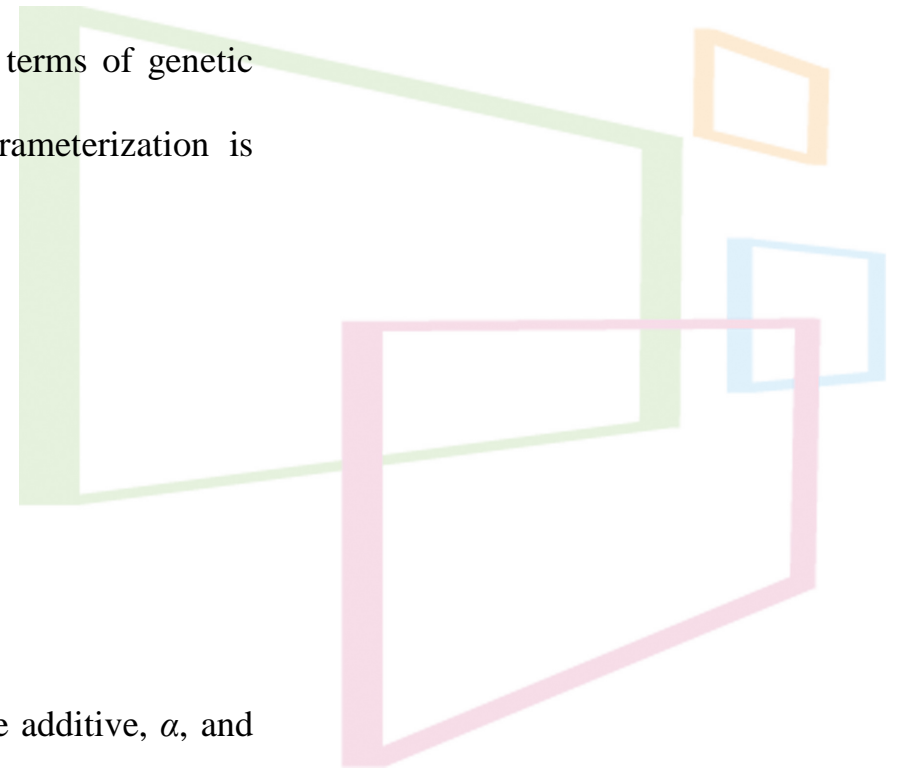 terms of genetic
rameterization is
e additive, α, and